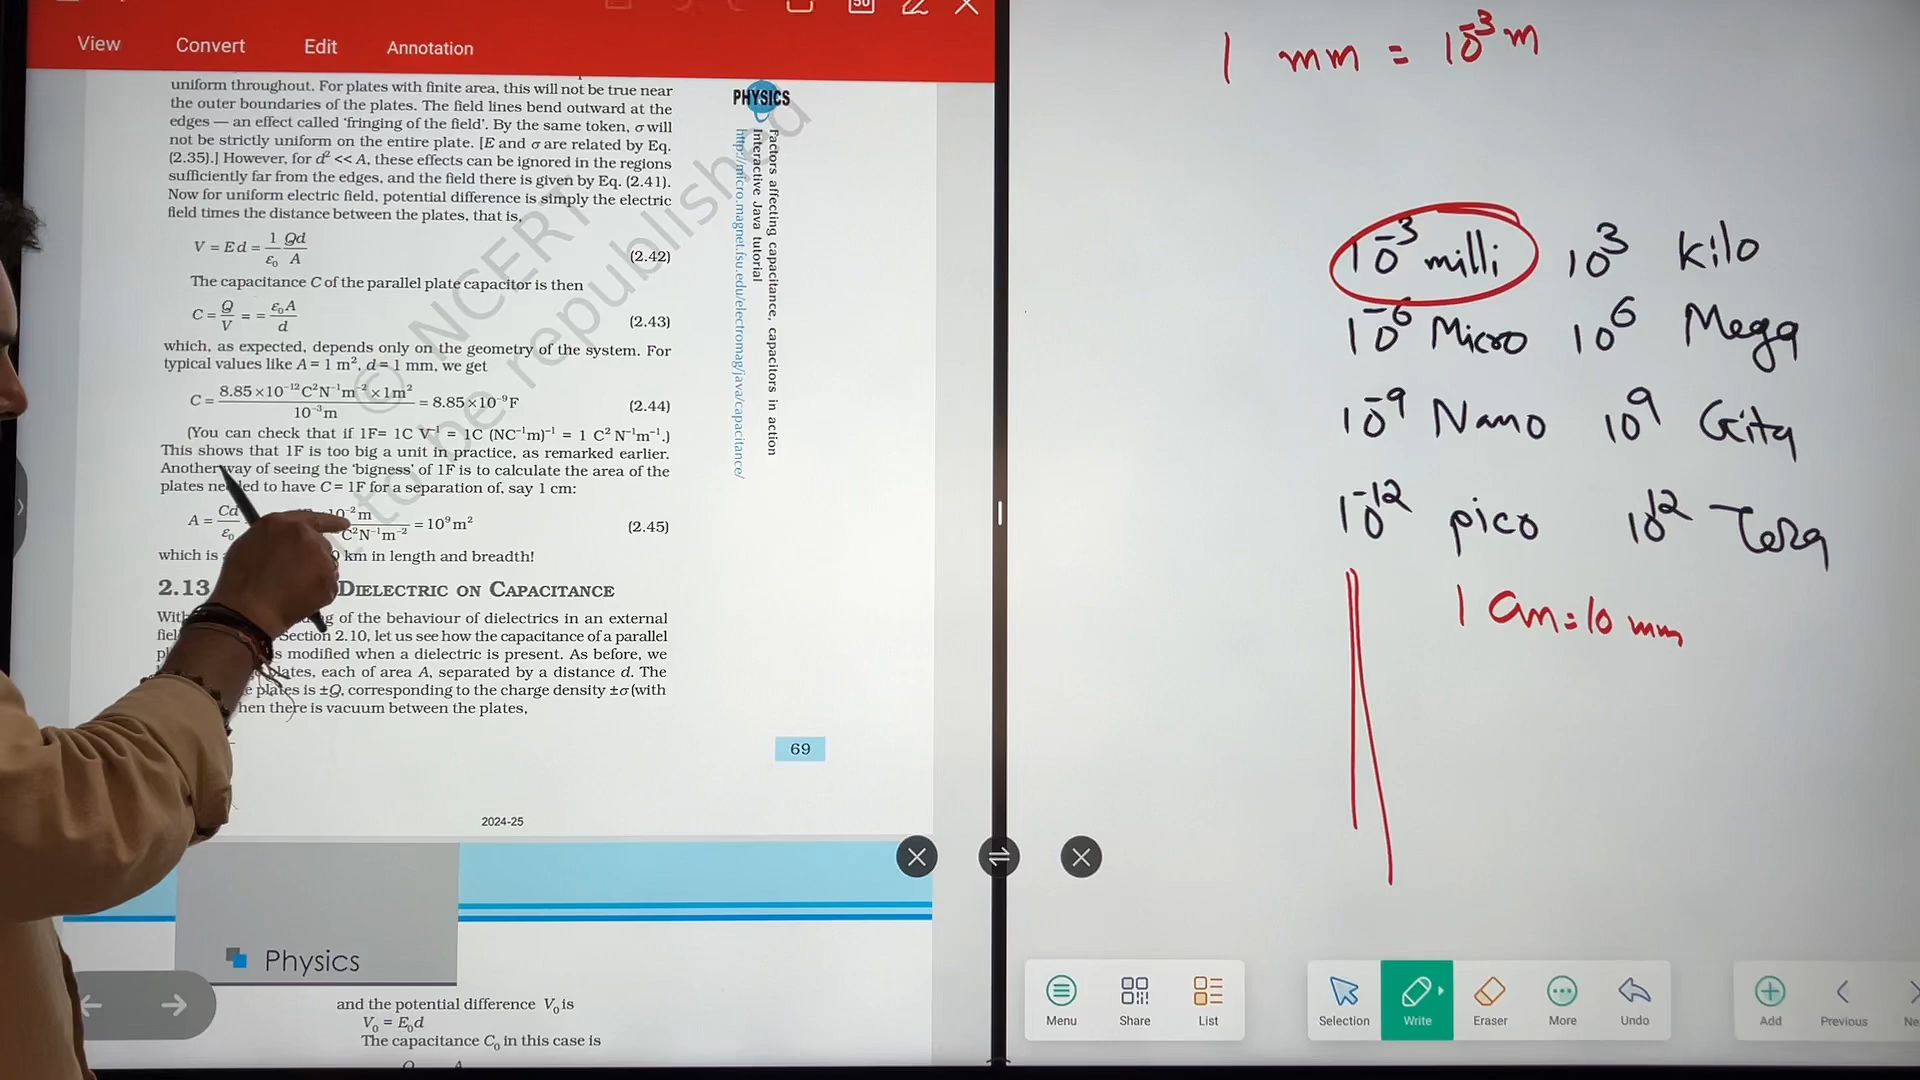 View Convert Edit Annotation
uniform throughout. For plates with finite area, this will not be true near
the outer boundaries of the plates. The field lines bend outward at the
edges — an effect called ‘fringing of the field’. By the same token, σ will
not be strictly uniform on the entire plate. [E and σ are related by Eq.
(2.35).] However, for d² << A, these effects can be ignored in the regions
sufficiently far from the edges, and the field there is given by Eq. (2.41).
Now for uniform electric field, potential difference is simply the electric
field times the distance between the plates, that is,
V = Ed = 1/ε₀ Qd/A (2.42)
The capacitance C of the parallel plate capacitor is then
C = Q/V = = ε₀A/d (2.43)
which, as expected, depends only on the geometry of the system. For
typical values like A = 1 m², d = 1 mm, we get
C = 8.85×10⁻¹²C²N⁻¹m⁻²×1m² / 10⁻³m = 8.85×10⁻⁹F (2.44)
(You can check that if 1F= 1C V⁻¹ = 1C (NC⁻¹m)⁻¹ = 1 C² N⁻¹m⁻¹.)
This shows that 1F is too big a unit in practice, as remarked earlier.
Another way of seeing the ‘bigness’ of 1F is to calculate the area of the
plates needed to have C = 1F for a separation of, say 1 cm:
A = Cd/ε₀ 10⁻²m / C²N⁻¹m⁻² = 10⁹m² (2.45)
which is km in length and breadth!
2.13 DIELECTRIC ON CAPACITANCE
of the behaviour of dielectrics in an external
Section 2.10, let us see how the capacitance of a parallel
modified when a dielectric is present. As before, we
plates, each of area A, separated by a distance d. The
plates is ±Q, corresponding to the charge density ±σ (with
there is vacuum between the plates,
PHYSICS
Factors affecting capacitance, capacitors in action
Interactive Java tutorial
http://micro.magnet.fsu.edu/electromag/java/capacitance/
© NCERT
to be republished
69
2024-25
Physics
and the potential difference V₀ is
V₀ = E₀d
The capacitance C₀ in this case is
1 mm = 10⁻³ m
10⁻³ milli 10³ kilo
10⁻⁶ Micro 10⁶ Mega
10⁻⁹ Nano 10⁹
10⁻¹² pico 10¹² Tera
1 cm = 10 mm
Menu Share List Selection Write Eraser More Undo Add Previous